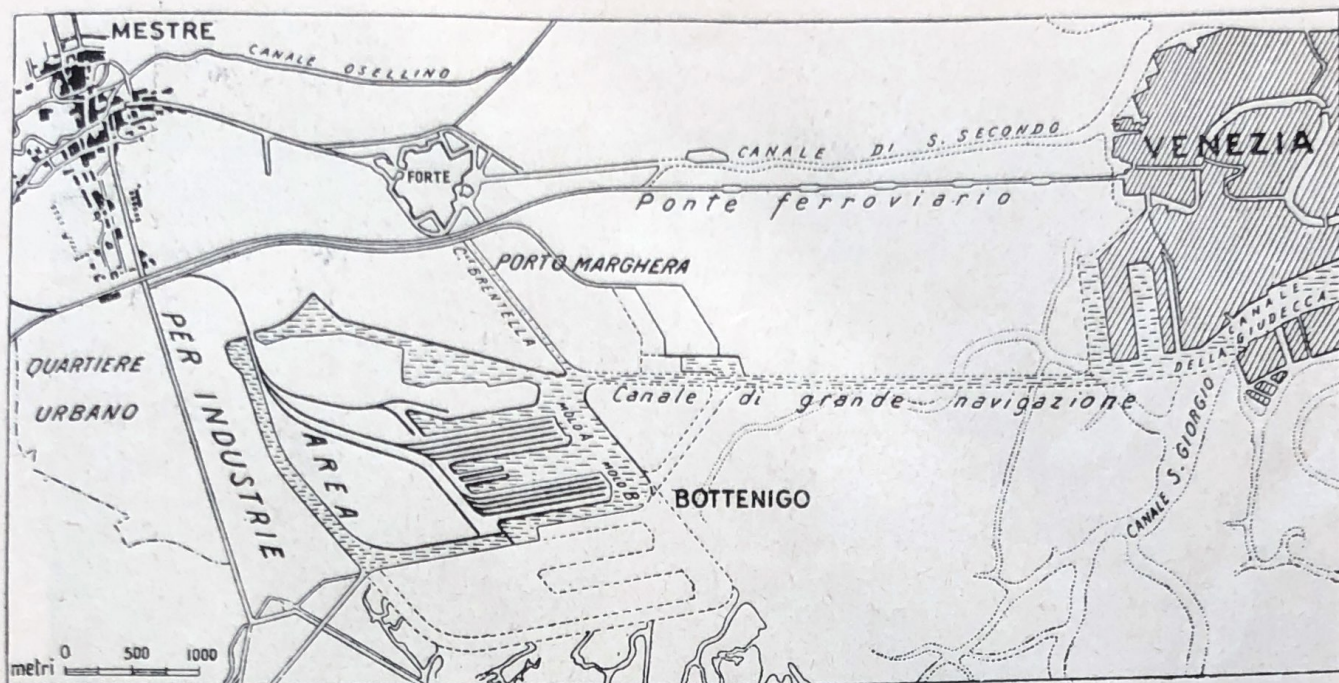 MESTRE
CANALE OSELLINO
FORTE
CANALE DI S. SECONDO
VENEZIA
Ponte ferroviario
PORTO MARGHERA
C. BRENTELLA
CANALE
DELLA GIUDECCA
QUARTIERE
URBANO
AREA
PER INDUSTRIE
MOLO A
MOLO B
Canale di grande navigazione
CANALE S. GIORGIO
BOTTENIGO
metri 0 500 1000